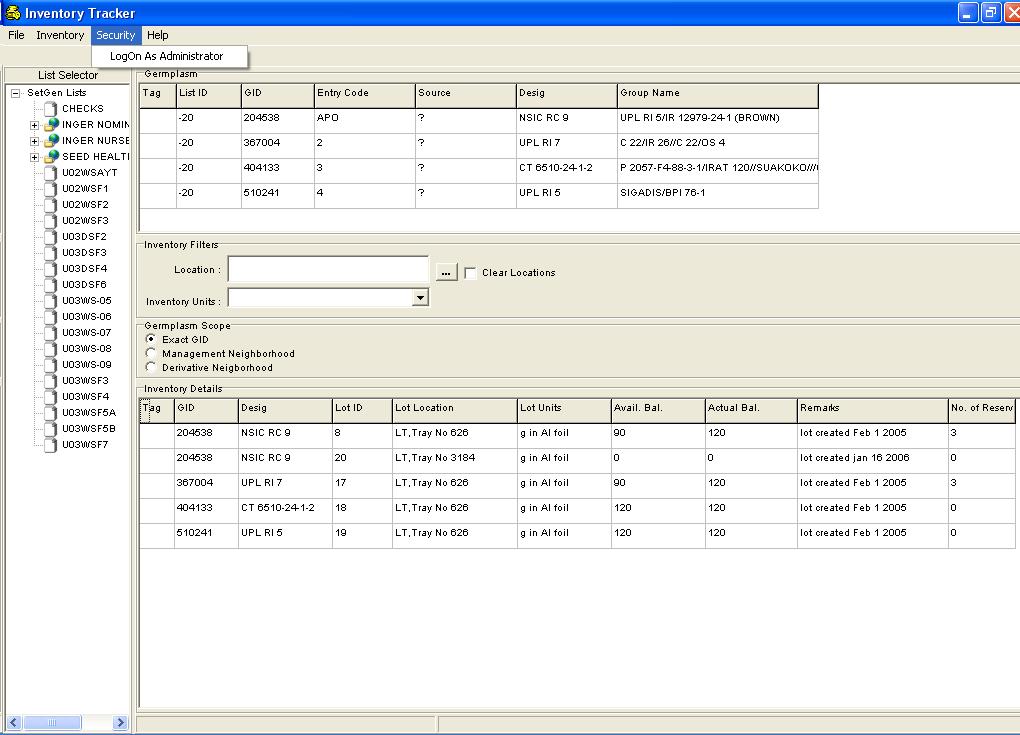 Inventory Tracker
File Inventory Security Help
LogOn As Administrator
List Selector
SetGen Lists
CHECKS
INGER NOMIN
INGER NURSE
SEED HEALTI
U02WSAYT
U02WSF1
U02WSF2
U02WSF3
U03DSF2
U03DSF3
U03DSF4
U03DSF6
U03WS-05
U03WS-06
U03WS-07
U03WS-08
U03WS-09
U03WSF3
U03WSF4
U03WSF5A
U03WSF5B
U03WSF7
Germplasm
Tag List ID GID Entry Code Source Desig Group Name
-20 204538 APO ? NSIC RC 9 UPL RI 5/IR 12979-24-1 (BROWN)
-20 367004 2 ? UPL RI 7 C 22/IR 26//C 22/OS 4
-20 404133 3 ? CT 6510-24-1-2 P 2057-F4-88-3-1/IRAT 120//SUAKOKO///
-20 510241 4 ? UPL RI 5 SIGADIS/BPI 76-1
Inventory Filters
Location : ... Clear Locations
Inventory Units :
Germplasm Scope
Exact GID
Management Neighborhood
Derivative Neigborhood
Inventory Details
Tag GID Desig Lot ID Lot Location Lot Units Avail. Bal. Actual Bal. Remarks No. of Reserv
204538 NSIC RC 9 8 LT,Tray No 626 g in Al foil 90 120 lot created Feb 1 2005 3
204538 NSIC RC 9 20 LT,Tray No 3184 g in Al foil 0 0 lot created jan 16 2006 0
367004 UPL RI 7 17 LT,Tray No 626 g in Al foil 90 120 lot created Feb 1 2005 3
404133 CT 6510-24-1-2 18 LT,Tray No 626 g in Al foil 120 120 lot created Feb 1 2005 0
510241 UPL RI 5 19 LT,Tray No 626 g in Al foil 120 120 lot created Feb 1 2005 0